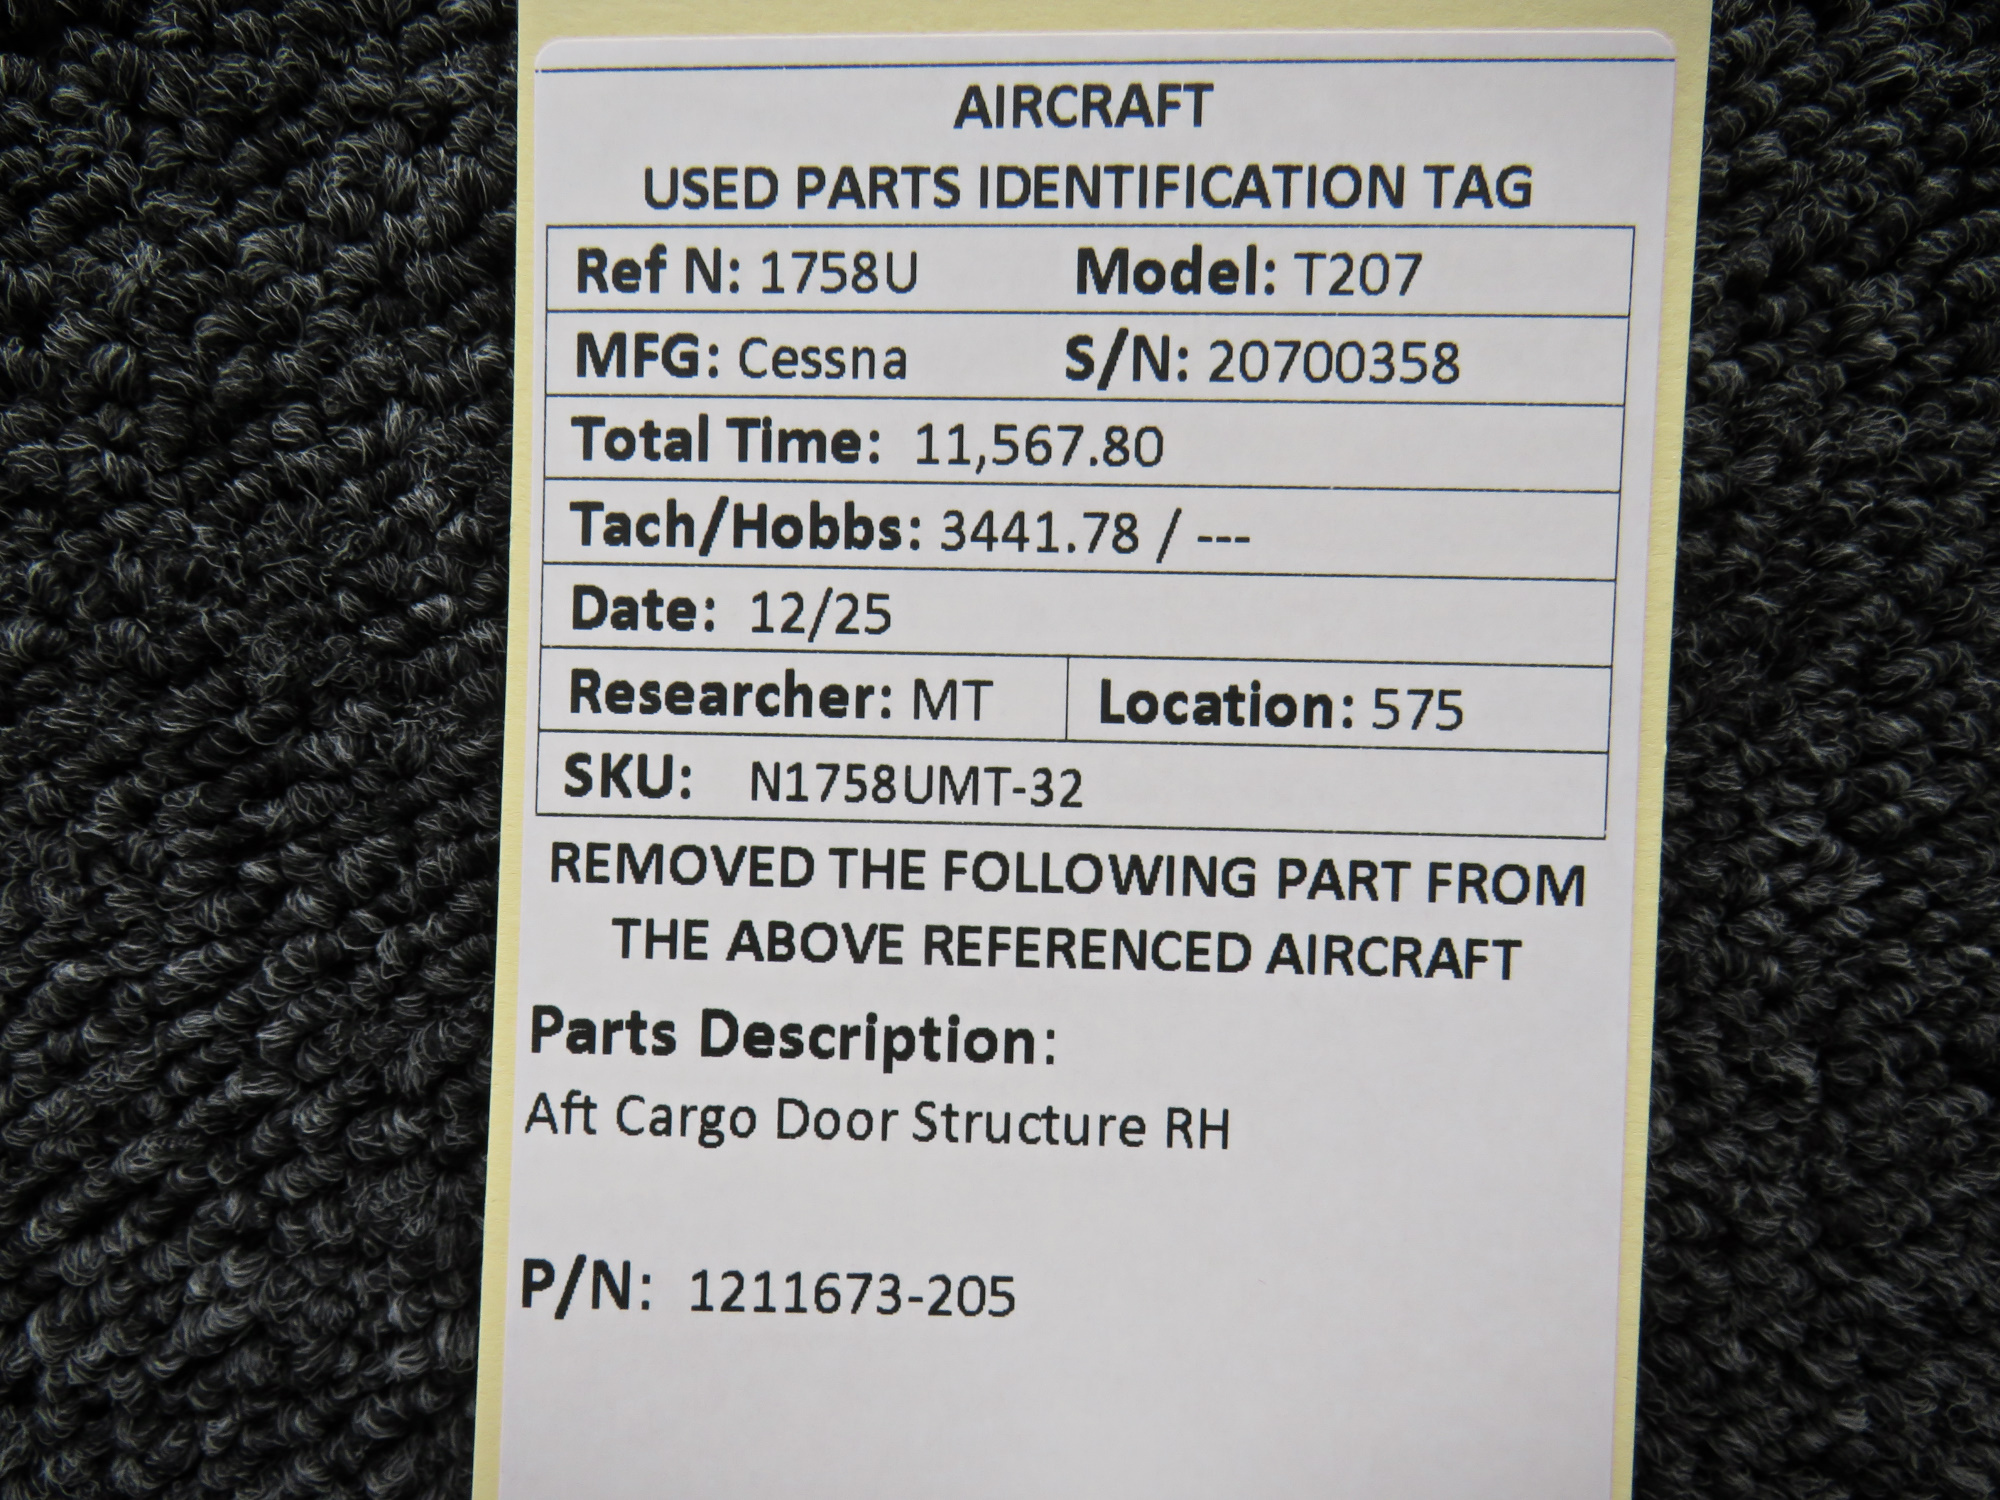 AIRCRAFT
USED PARTS IDENTIFICATION TAG
Ref N: 1758U Model: T207
MFG: Cessna S/N: 20700358
Total Time: 11,567.80
Tach/Hobbs: 3441.78 / ---
Date: 12/25
Researcher: MT Location: 575
SKU: N1758UMT-32
REMOVED THE FOLLOWING PART FROM
THE ABOVE REFERENCED AIRCRAFT
Parts Description:
Aft Cargo Door Structure RH
P/N: 1211673-205